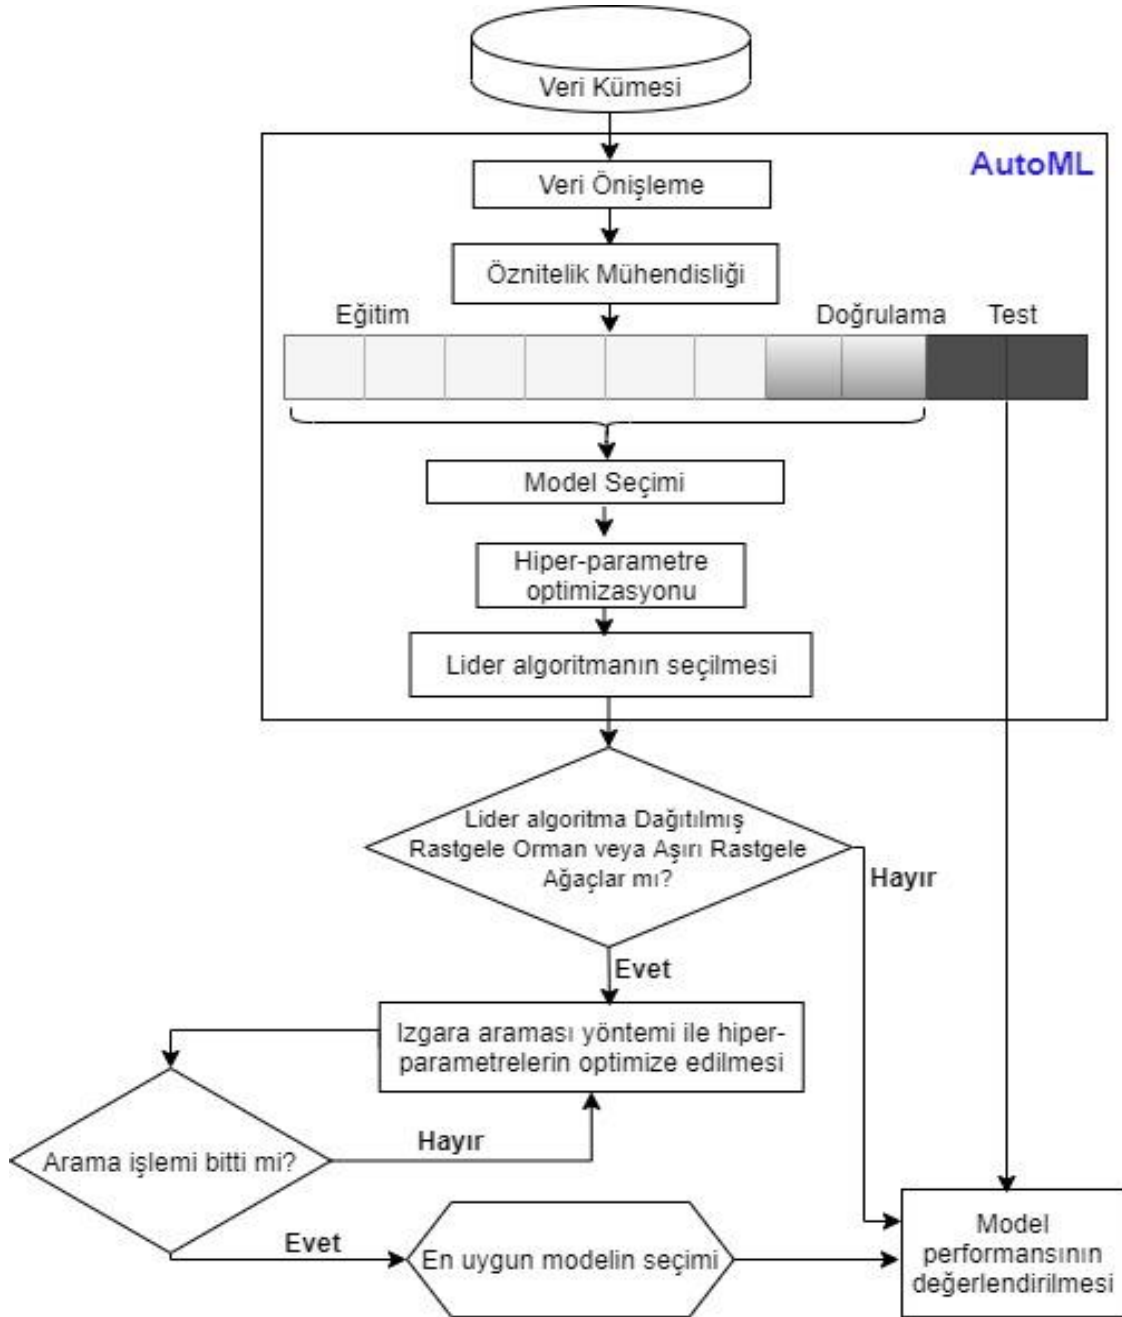 Veri Kümesi
AutoML
Veri Önişleme
Öznitelik Mühendisliği
Eğitim
Doğrulama
Test
Model Seçimi
Hiper-parametre
optimizasyonu
Lider algoritmanın seçilmesi
Lider algoritma Dağıtılmış
Rastgele Orman veya Aşırı Rastgele
Ağaçlar mı?
Hayır
Evet
Izgara araması yöntemi ile hiper-
parametrelerin optimize edilmesi
Hayır
Arama işlemi bitti mi?
Evet
En uygun modelin seçimi
Model
performansının
değerlendirilmesi